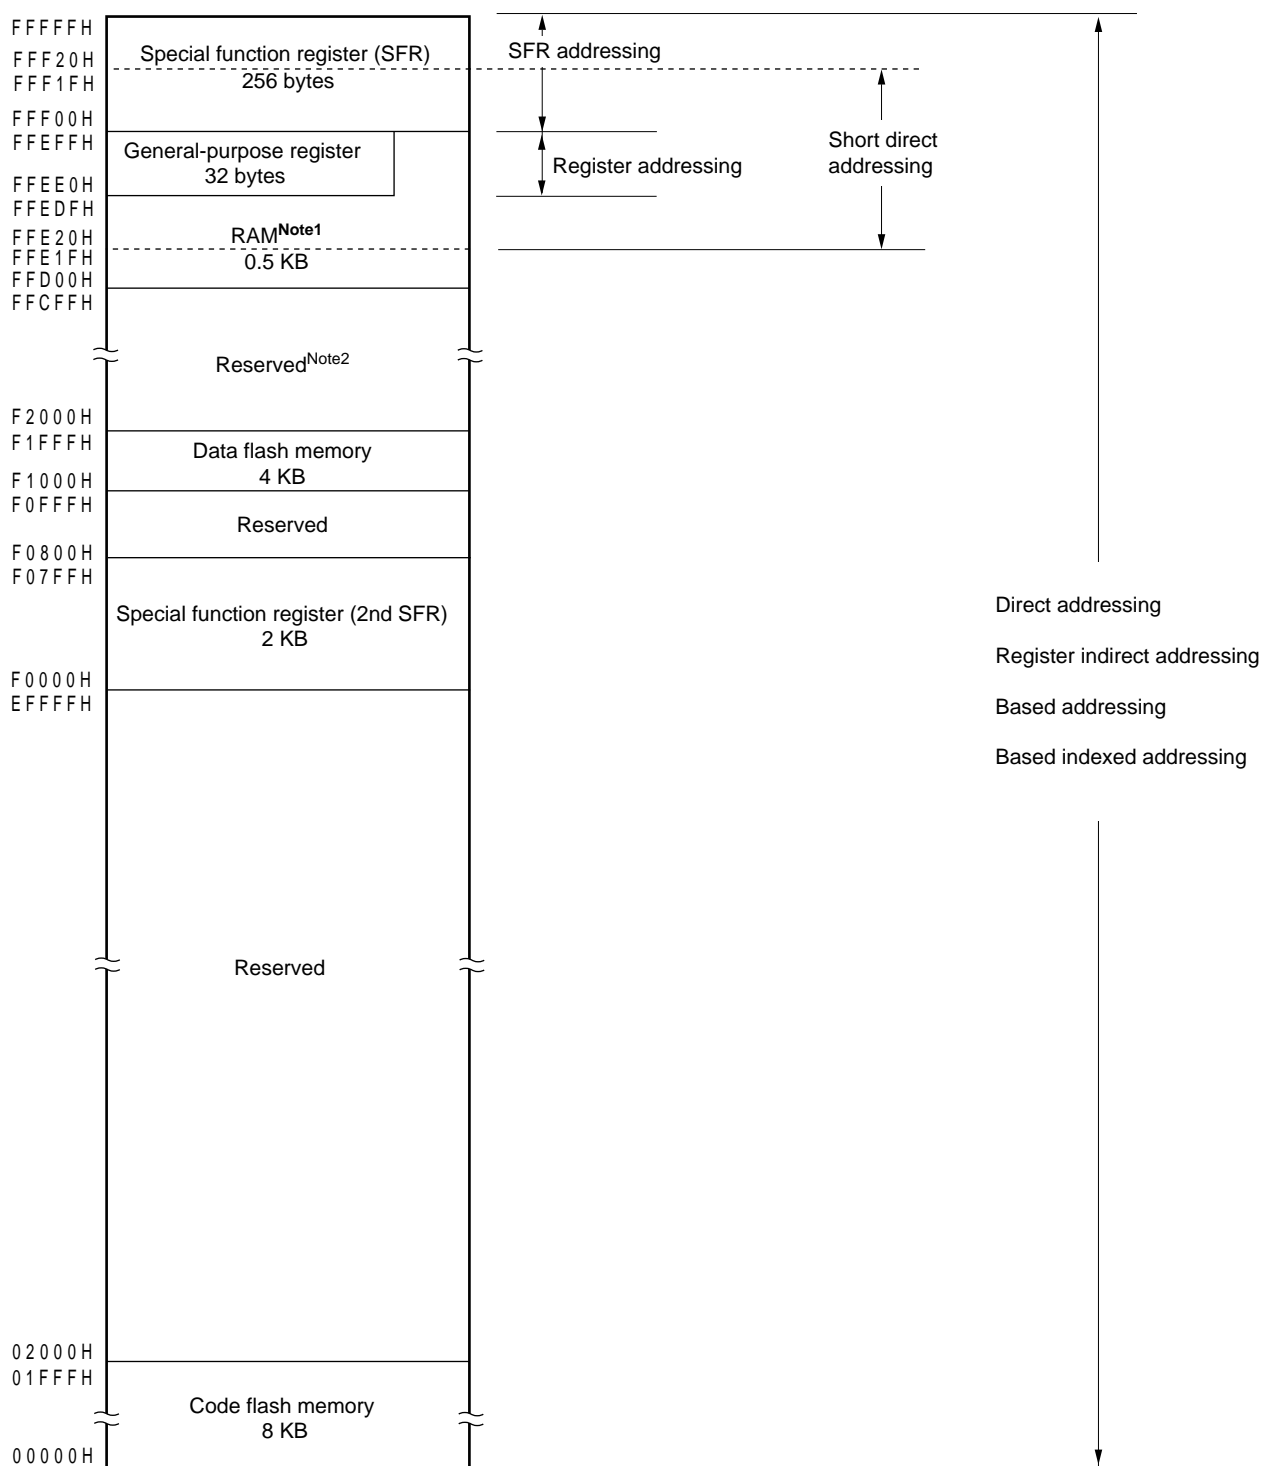 FFFFFH
FFF20H
FFF1FH
FFF00H
FFEFFH
FFEE0H
FFEDFH
FFE20H
FFE1FH
FFD00H
FFCFFH
F2000H
F1FFFH
F1000H
F0FFFH
F0800H
F07FFH
F0000H
EFFFFH
02000H
01FFFH
00000H
Special function register (SFR)
256 bytes
General-purpose register
32 bytes
RAMNote1
0.5 KB
ReservedNote2
Data flash memory
4 KB
Reserved
Special function register (2nd SFR)
2 KB
Reserved
Code flash memory
8 KB
SFR addressing
Register addressing
Short direct
addressing
Direct addressing
Register indirect addressing
Based addressing
Based indexed addressing